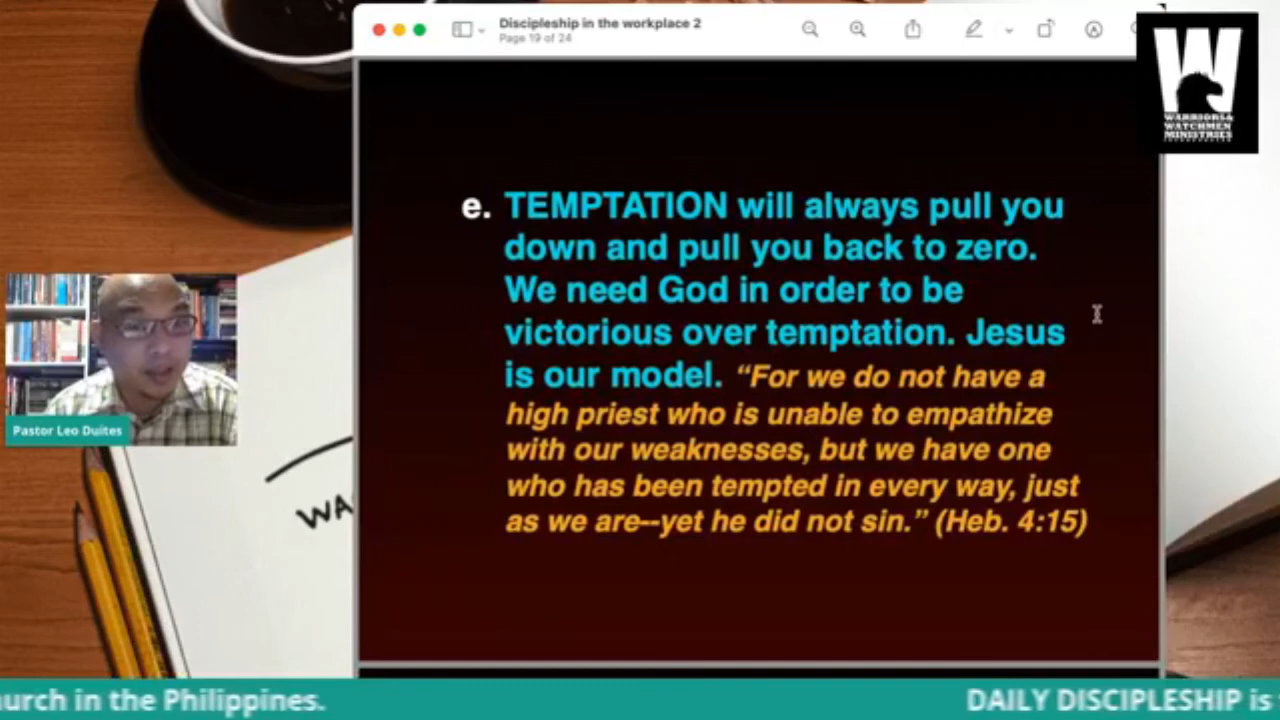 Discipleship in the workplace 2
Page 19 of 24
W
WARRIORS &
WATCHMEN
MINISTRIES
e. TEMPTATION will always pull you
down and pull you back to zero.
We need God in order to be
victorious over temptation. Jesus
is our model. “For we do not have a
high priest who is unable to empathize
with our weaknesses, but we have one
who has been tempted in every way, just
as we are--yet he did not sin.” (Heb. 4:15)
Pastor Leo Duites
WA
hurch in the Philippines.
DAILY DISCIPLESHIP is